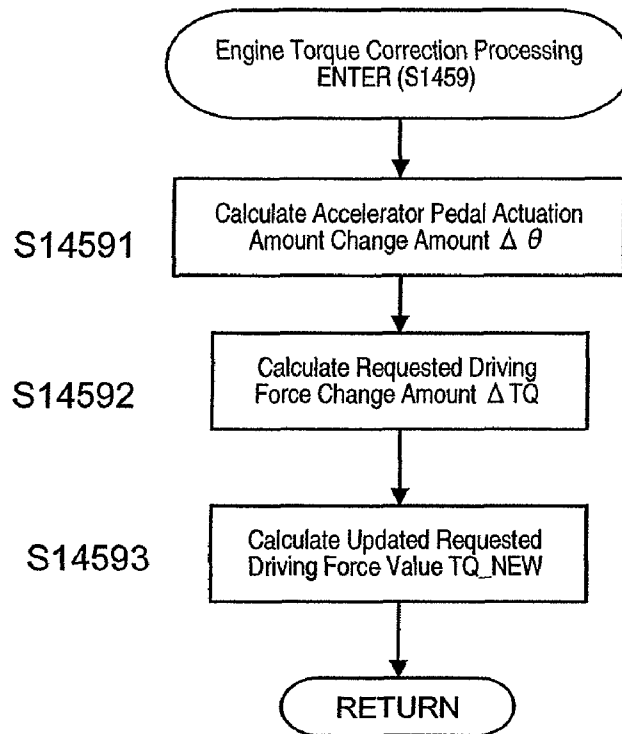 Engine Torque Correction Processing
ENTER (S1459)
S14591
Calculate Accelerator Pedal Actuation
Amount Change Amount Δ θ
S14592
Calculate Requested Driving
Force Change Amount Δ TQ
S14593
Calculate Updated Requested
Driving Force Value TQ_NEW
RETURN